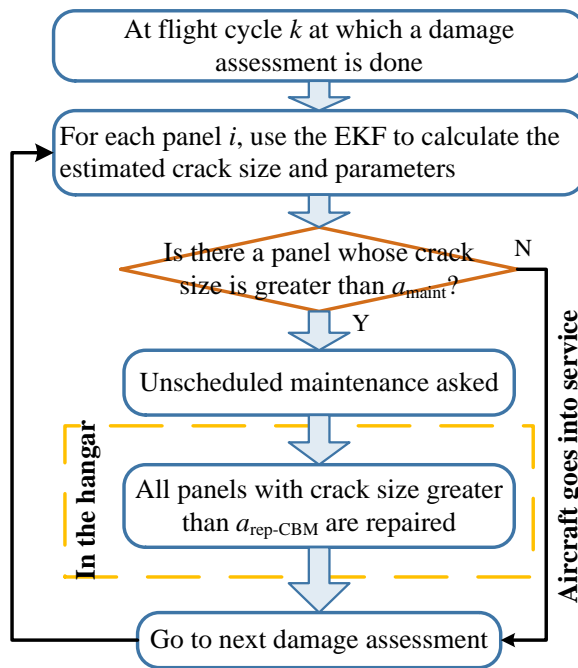 At flight cycle k at which a damage
assessment is done
For each panel i, use the EKF to calculate the
estimated crack size and parameters
Is there a panel whose crack
size is greater than a_maint?
N
Y
Unscheduled maintenance asked
In the hangar
All panels with crack size greater
than a_rep-CBM are repaired
Aircraft goes into service
Go to next damage assessment